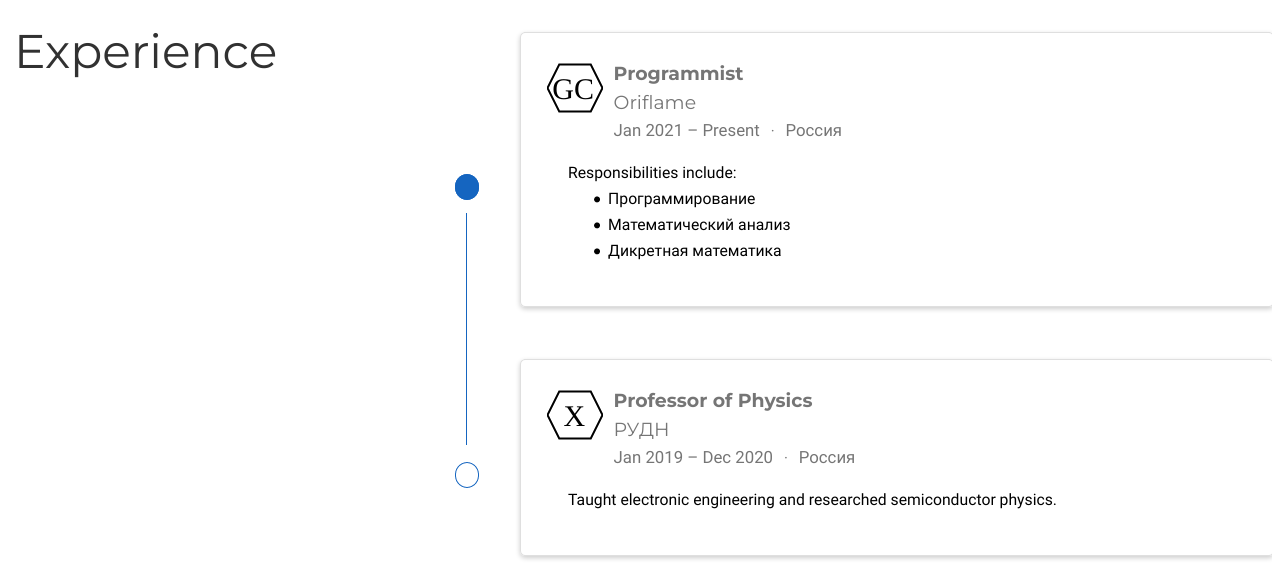 Experience
GC
Programmist
Oriflame
Jan 2021 – Present · Россия
Responsibilities include:
• Программирование
• Математический анализ
• Дикретная математика
X
Professor of Physics
РУДН
Jan 2019 – Dec 2020 · Россия
Taught electronic engineering and researched semiconductor physics.